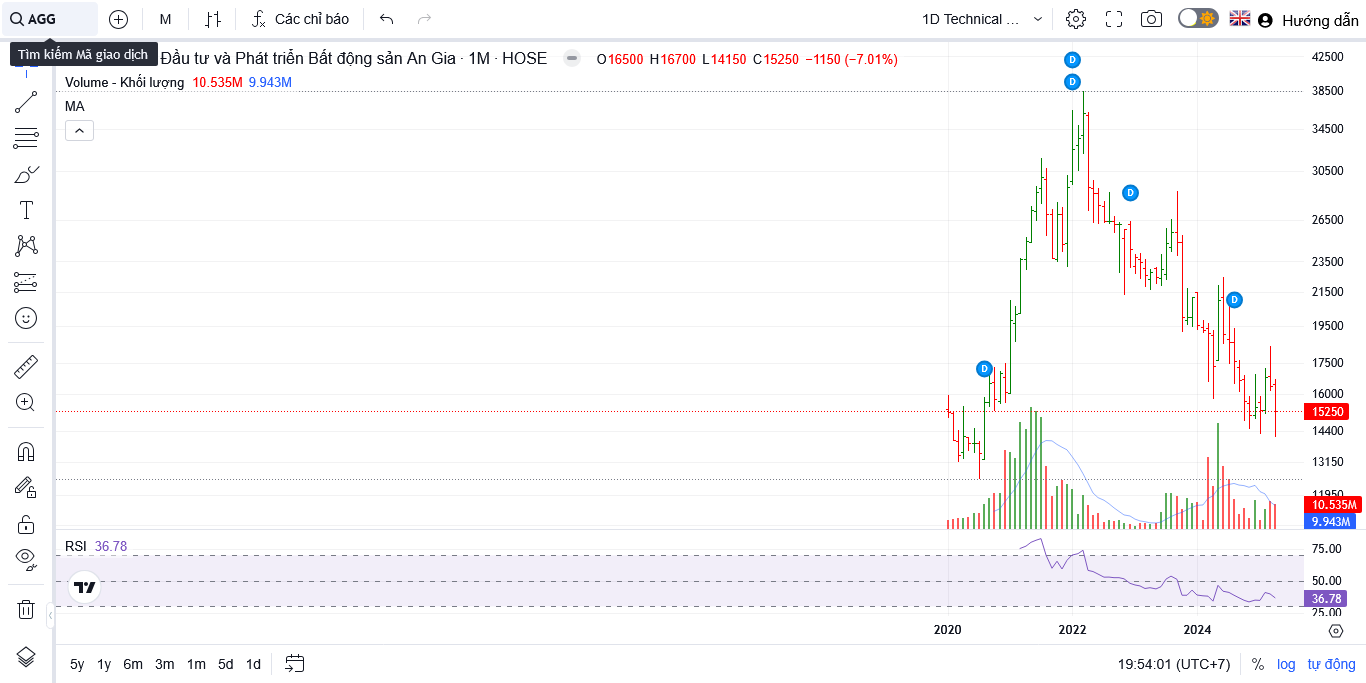 AGG
M
Các chỉ báo
1D Technical ...
Hướng dẫn
Tìm kiếm Mã giao dịch
Đầu tư và Phát triển Bất động sản An Gia · 1M · HOSE
O16500 H16700 L14150 C15250 −1150 (−7.01%)
Volume - Khối lượng 10.535M 9.943M
MA
D
D
D
D
D
42500
38500
34500
30500
26500
23500
21500
19500
17500
16000
15250
14400
13150
11950
10.535M
9.943M
RSI 36.78
75.00
50.00
36.78
25.00
2020 2022 2024
5y 1y 6m 3m 1m 5d 1d
19:54:01 (UTC+7)
% log tự động